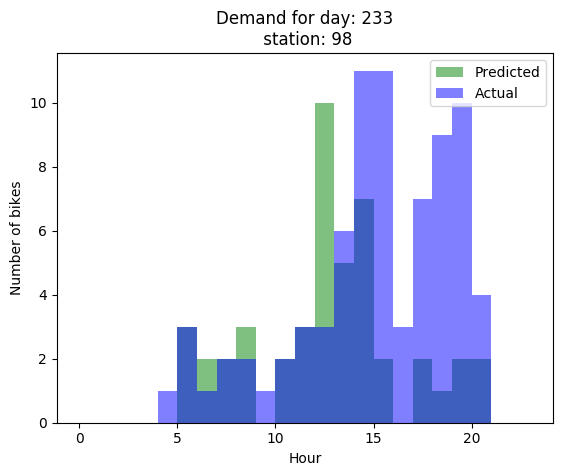 Demand for day: 233
station: 98
Predicted
Actual
10
8
6
4
2
0
Number of bikes
0 5 10 15 20
Hour